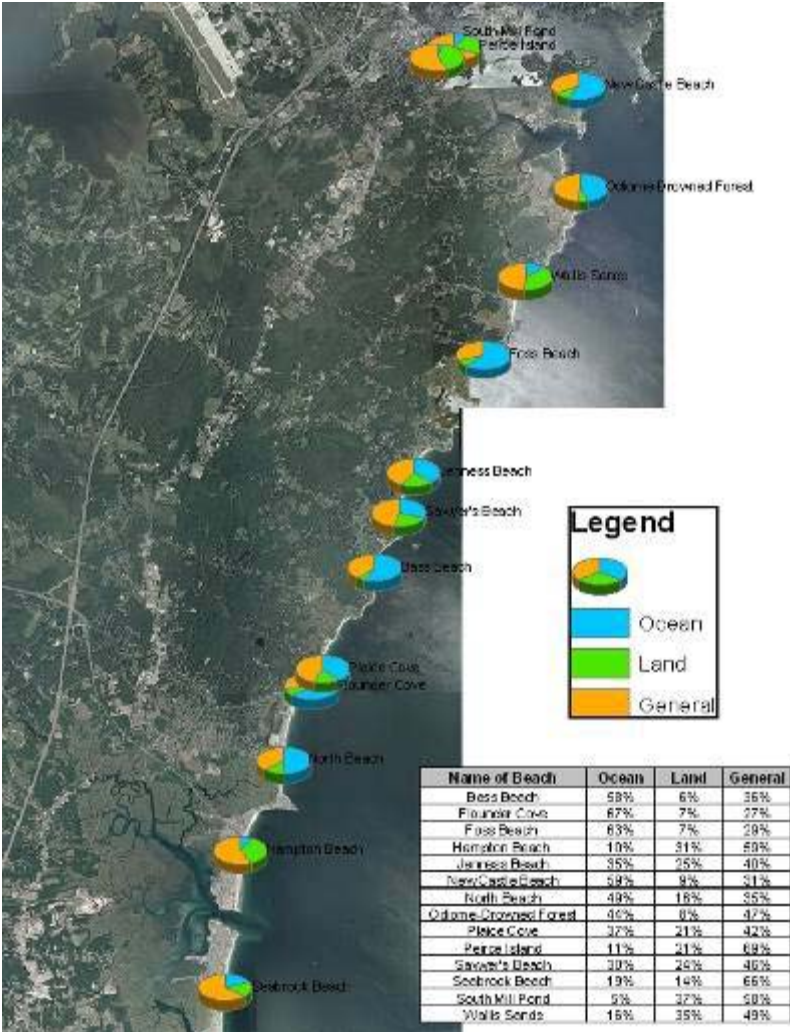 South Mill Pond
Peirce Island
New Castle Beach
Odiorne-Drowned Forest
Wallis Sands
Foss Beach
Jenness Beach
Sawyer's Beach
Bass Beach
Plaice Cove
Flounder Cove
North Beach
Hampton Beach
Seabrook Beach
Legend
Ocean
Land
General
Name of Beach Ocean Land General
Bass Beach 58% 6% 36%
Flounder Cove 67% 7% 27%
Foss Beach 63% 7% 29%
Hampton Beach 10% 31% 59%
Jenness Beach 35% 25% 40%
New Castle Beach 59% 9% 31%
North Beach 49% 16% 35%
Odiorne-Drowned Forest 44% 8% 47%
Plaice Cove 37% 21% 42%
Peirce Island 11% 21% 69%
Sawyer's Beach 30% 24% 46%
Seabrook Beach 19% 14% 66%
South Mill Pond 5% 37% 58%
Wallis Sands 16% 35% 49%